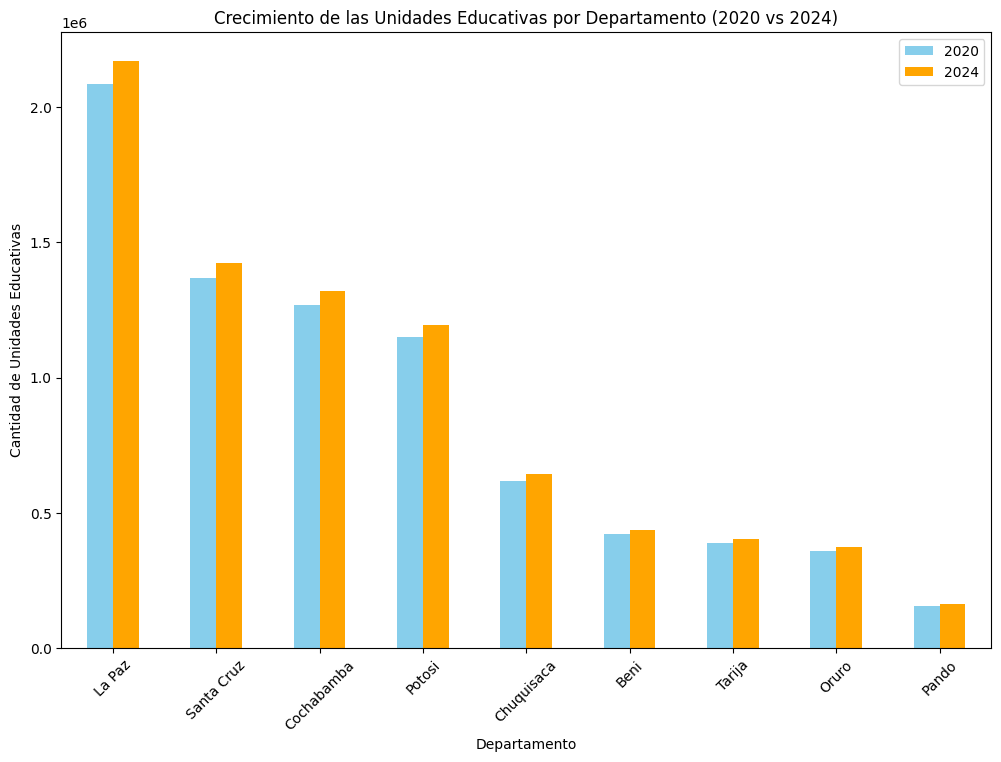 Crecimiento de las Unidades Educativas por Departamento (2020 vs 2024)
1e6
2020
2024
2.0
1.5
1.0
0.5
0.0
Cantidad de Unidades Educativas
La Paz
Santa Cruz
Cochabamba
Potosi
Chuquisaca
Beni
Tarija
Oruro
Pando
Departamento